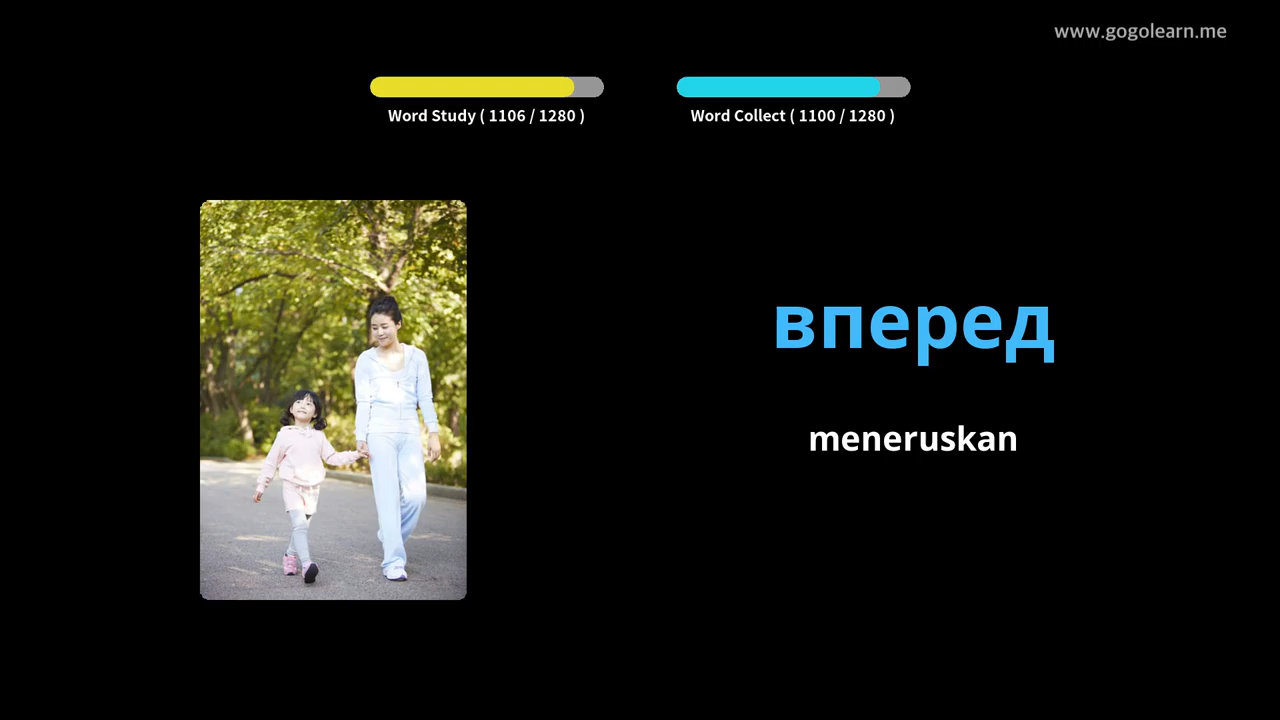 www.gogolearn.me
Word Study ( 1106 / 1280 )
Word Collect ( 1100 / 1280 )
вперед
meneruskan